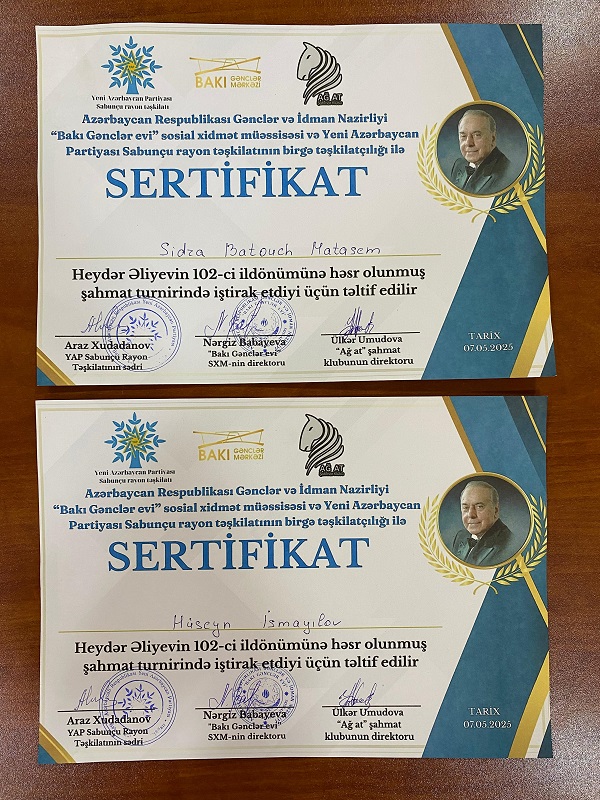 Yeni Azərbaycan Partiyası
Sabunçu rayon təşkilatı
BAKI GƏNCLƏR MƏRKƏZİ
AĞ AT
Azərbaycan Respublikası Gənclər və İdman Nazirliyi
“Bakı Gənclər evi” sosial xidmət müəssisəsi və Yeni Azərbaycan
Partiyası Sabunçu rayon təşkilatının birgə təşkilatçılığı ilə
SERTİFİKAT
Sidra Batouch Matasem
Heydər Əliyevin 102-ci ildönümünə həsr olunmuş
şahmat turnirində iştirak etdiyi üçün təltif edilir
Araz Xudadanov
YAP Sabunçu Rayon
Təşkilatının sədri
Nərgiz Babayeva
"Bakı Gənclər evi"
SXM-nin direktoru
Ülkər Umudova
“Ağ at” şahmat
klubunun direktoru
TARİX
07.05.2025
Yeni Azərbaycan Partiyası
Sabunçu rayon təşkilatı
BAKI GƏNCLƏR MƏRKƏZİ
AĞ AT
Azərbaycan Respublikası Gənclər və İdman Nazirliyi
“Bakı Gənclər evi” sosial xidmət müəssisəsi və Yeni Azərbaycan
Partiyası Sabunçu rayon təşkilatının birgə təşkilatçılığı ilə
SERTİFİKAT
Hüseyn İsmayılov
Heydər Əliyevin 102-ci ildönümünə həsr olunmuş
şahmat turnirində iştirak etdiyi üçün təltif edilir
Araz Xudadanov
YAP Sabunçu Rayon
Təşkilatının sədri
Nərgiz Babayeva
"Bakı Gənclər evi"
SXM-nin direktoru
Ülkər Umudova
“Ağ at” şahmat
klubunun direktoru
TARİX
07.05.2025